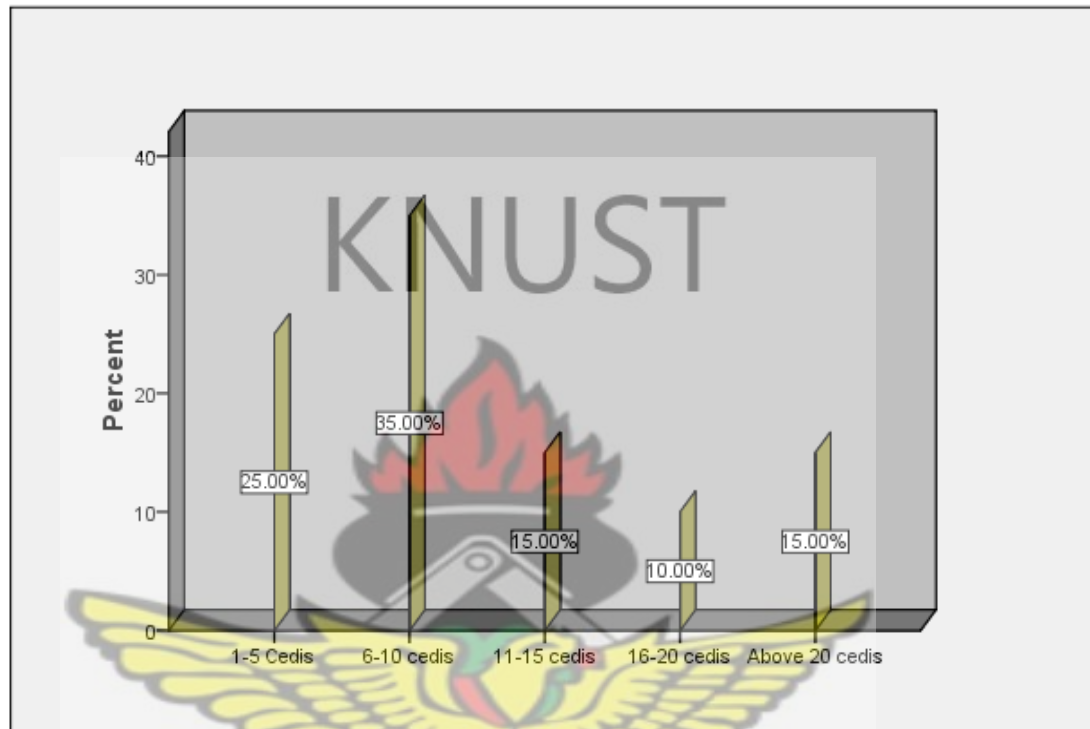 KNUST
Percent
40
30
20
10
0
25.00%
35.00%
15.00%
10.00%
15.00%
1-5 Cedis
6-10 cedis
11-15 cedis
16-20 cedis
Above 20 cedis